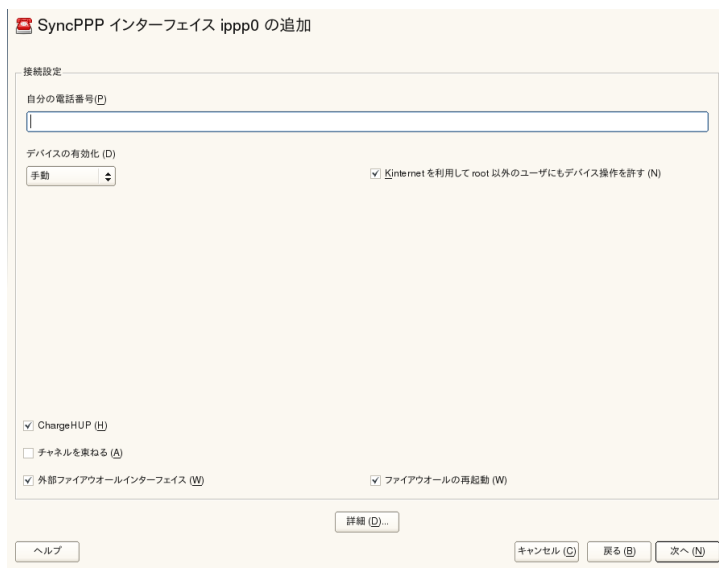 SyncPPP インターフェイス ippp0 の追加
接続設定
自分の電話番号(P)
デバイスの有効化 (D)
手動
Kinternet を利用して root 以外のユーザにもデバイス操作を許す (N)
ChargeHUP (H)
チャネルを束ねる (A)
外部ファイアウオールインターフェイス (W)
ファイアウオールの再起動 (W)
詳細 (D)...
ヘルプ
キャンセル (C)
戻る (B)
次へ (N)